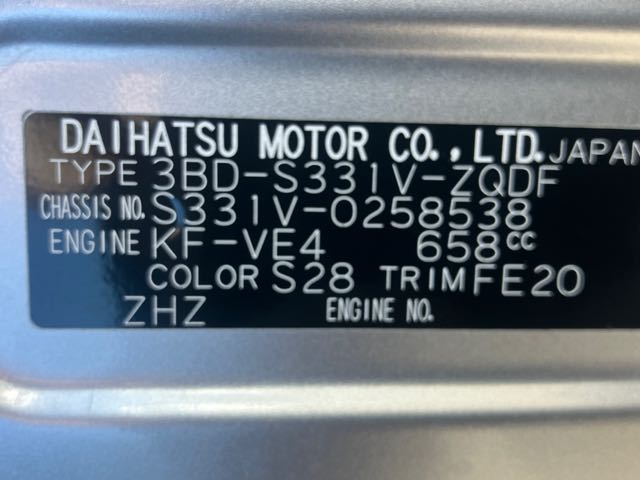 DAIHATSU MOTOR CO.,LTD. JAPAN
TYPE 3BD-S331V-ZQDF
CHASSIS NO. S331V-0258538
ENGINE KF-VE4 658cc
COLOR S28 TRIM FE20
ZHZ ENGINE NO.